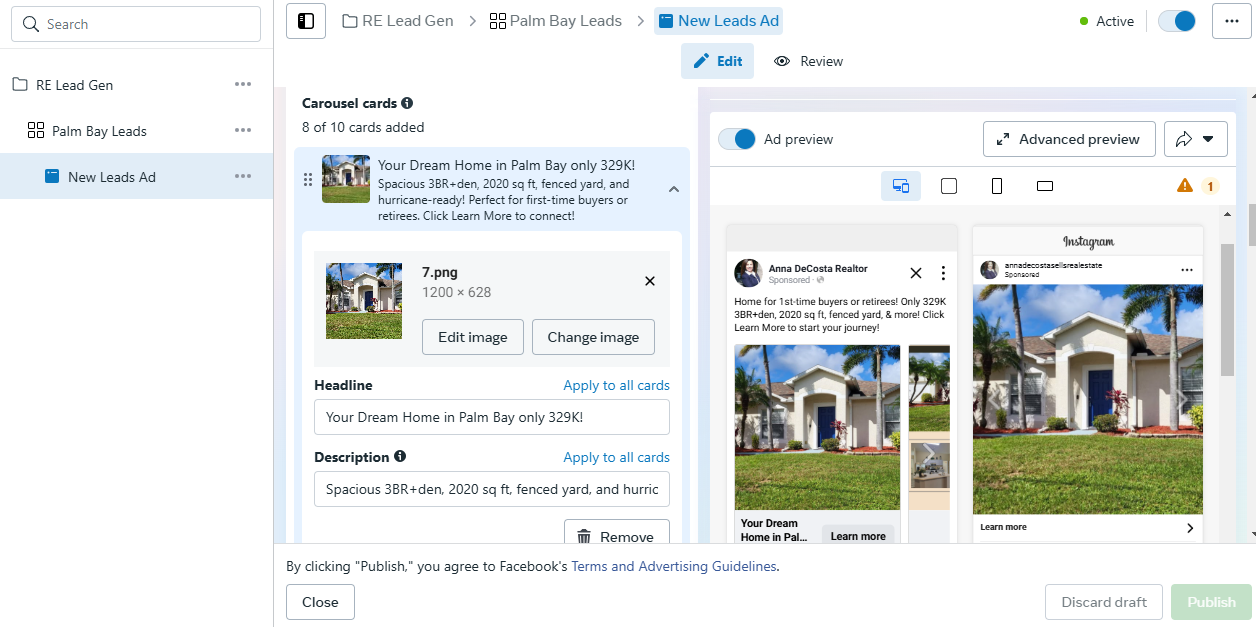 Search
RE Lead Gen
Palm Bay Leads
New Leads Ad
RE Lead Gen
Palm Bay Leads
New Leads Ad
Active
Edit
Review
Carousel cards
8 of 10 cards added
Your Dream Home in Palm Bay only 329K!
Spacious 3BR+den, 2020 sq ft, fenced yard, and
hurricane-ready! Perfect for first-time buyers or
retirees. Click Learn More to connect!
7.png
1200 × 628
Edit image
Change image
Headline
Apply to all cards
Your Dream Home in Palm Bay only 329K!
Description
Apply to all cards
Spacious 3BR+den, 2020 sq ft, fenced yard, and hurric
Remove
Ad preview
Advanced preview
1
Anna DeCosta Realtor
Sponsored ·
Home for 1st-time buyers or retirees! Only 329K
3BR+den, 2020 sq ft, fenced yard, & more! Click
Learn More to start your journey!
Your Dream
Home in Pal...
Learn more
Instagram
annadecostasellsrealestate
Sponsored
Learn more
By clicking "Publish," you agree to Facebook's Terms and Advertising Guidelines.
Close
Discard draft
Publish